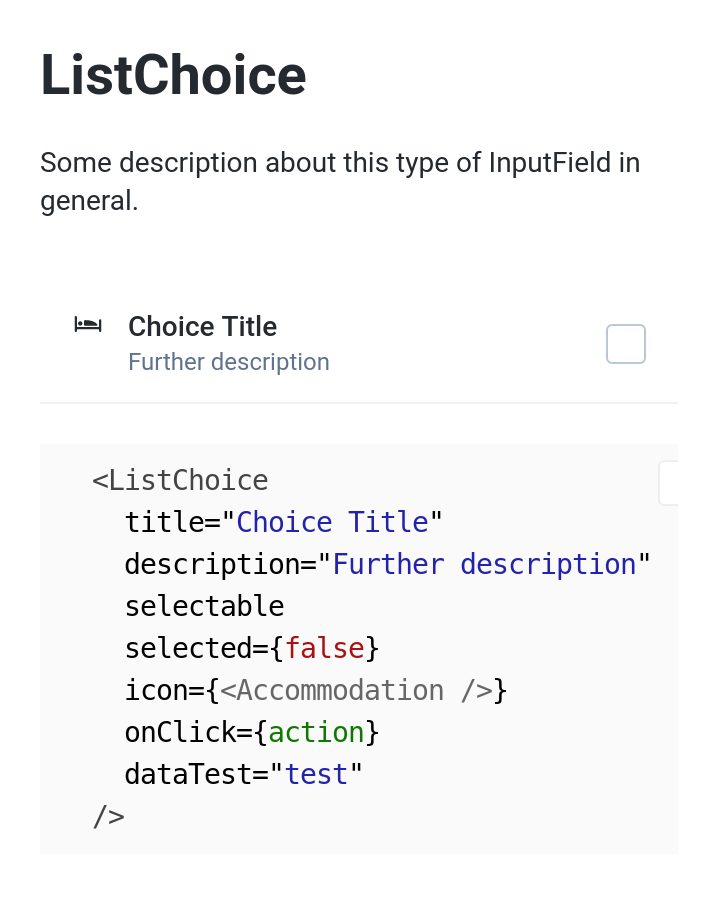 ListChoice
Some description about this type of InputField in
general.
Choice Title
Further description
<ListChoice
title="Choice Title"
description="Further description"
selectable
selected={false}
icon={<Accommodation />}
onClick={action}
dataTest="test"
/>